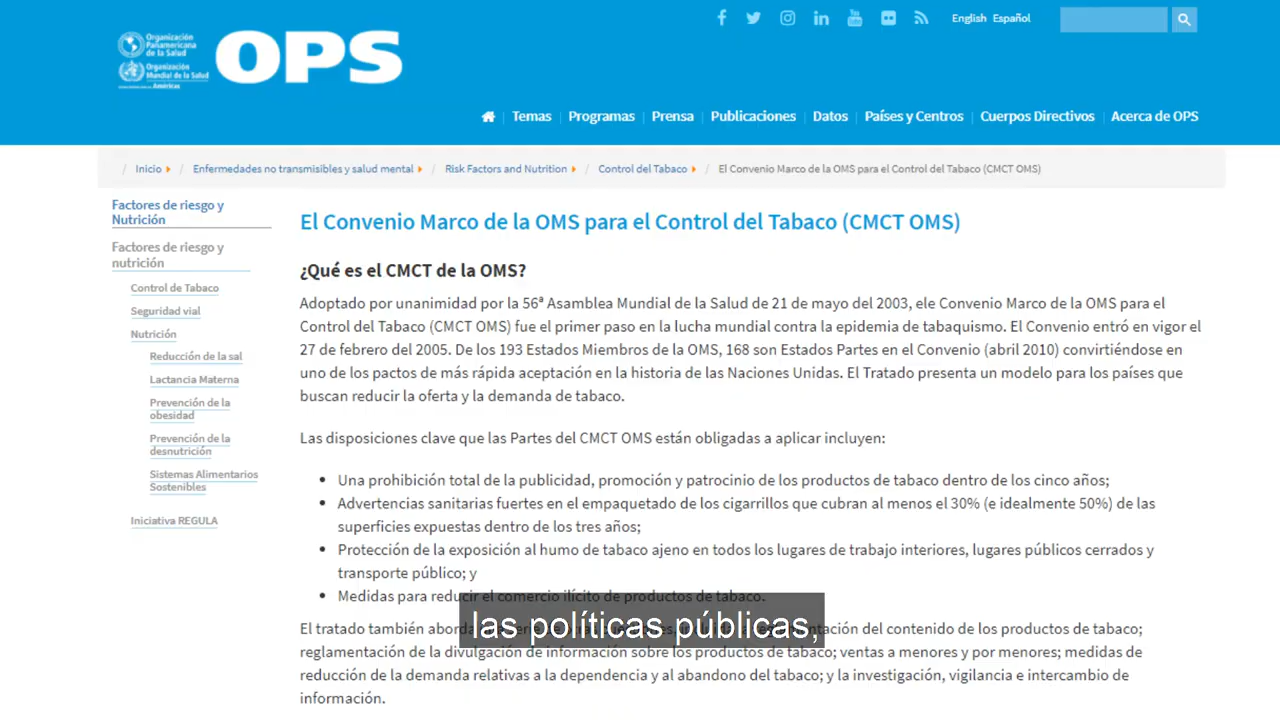 Organización
Panamericana
de la Salud
Organización
Mundial de la Salud
Américas
OPS
English Español
Temas Programas Prensa Publicaciones Datos Países y Centros Cuerpos Directivos Acerca de OPS
/ Inicio / Enfermedades no transmisibles y salud mental / Risk Factors and Nutrition / Control del Tabaco / El Convenio Marco de la OMS para el Control del Tabaco (CMCT OMS)
Factores de riesgo y
Nutrición
Factores de riesgo y
nutrición
Control de Tabaco
Seguridad vial
Nutrición
Reducción de la sal
Lactancia Materna
Prevención de la
obesidad
Prevención de la
desnutrición
Sistemas Alimentarios
Sostenibles
Iniciativa REGULA
El Convenio Marco de la OMS para el Control del Tabaco (CMCT OMS)
¿Qué es el CMCT de la OMS?
Adoptado por unanimidad por la 56ª Asamblea Mundial de la Salud de 21 de mayo del 2003, ele Convenio Marco de la OMS para el
Control del Tabaco (CMCT OMS) fue el primer paso en la lucha mundial contra la epidemia de tabaquismo. El Convenio entró en vigor el
27 de febrero del 2005. De los 193 Estados Miembros de la OMS, 168 son Estados Partes en el Convenio (abril 2010) convirtiéndose en
uno de los pactos de más rápida aceptación en la historia de las Naciones Unidas. El Tratado presenta un modelo para los países que
buscan reducir la oferta y la demanda de tabaco.
Las disposiciones clave que las Partes del CMCT OMS están obligadas a aplicar incluyen:
• Una prohibición total de la publicidad, promoción y patrocinio de los productos de tabaco dentro de los cinco años;
• Advertencias sanitarias fuertes en el empaquetado de los cigarrillos que cubran al menos el 30% (e idealmente 50%) de las
superficies expuestas dentro de los tres años;
• Protección de la exposición al humo de tabaco ajeno en todos los lugares de trabajo interiores, lugares públicos cerrados y
transporte público; y
• Medidas para reducir el comercio ilícito de productos de tabaco.
las políticas públicas,
El tratado también aborda del contenido de los productos de tabaco;
reglamentación de la divulgación de información sobre los productos de tabaco; ventas a menores y por menores; medidas de
reducción de la demanda relativas a la dependencia y al abandono del tabaco; y la investigación, vigilancia e intercambio de
información.